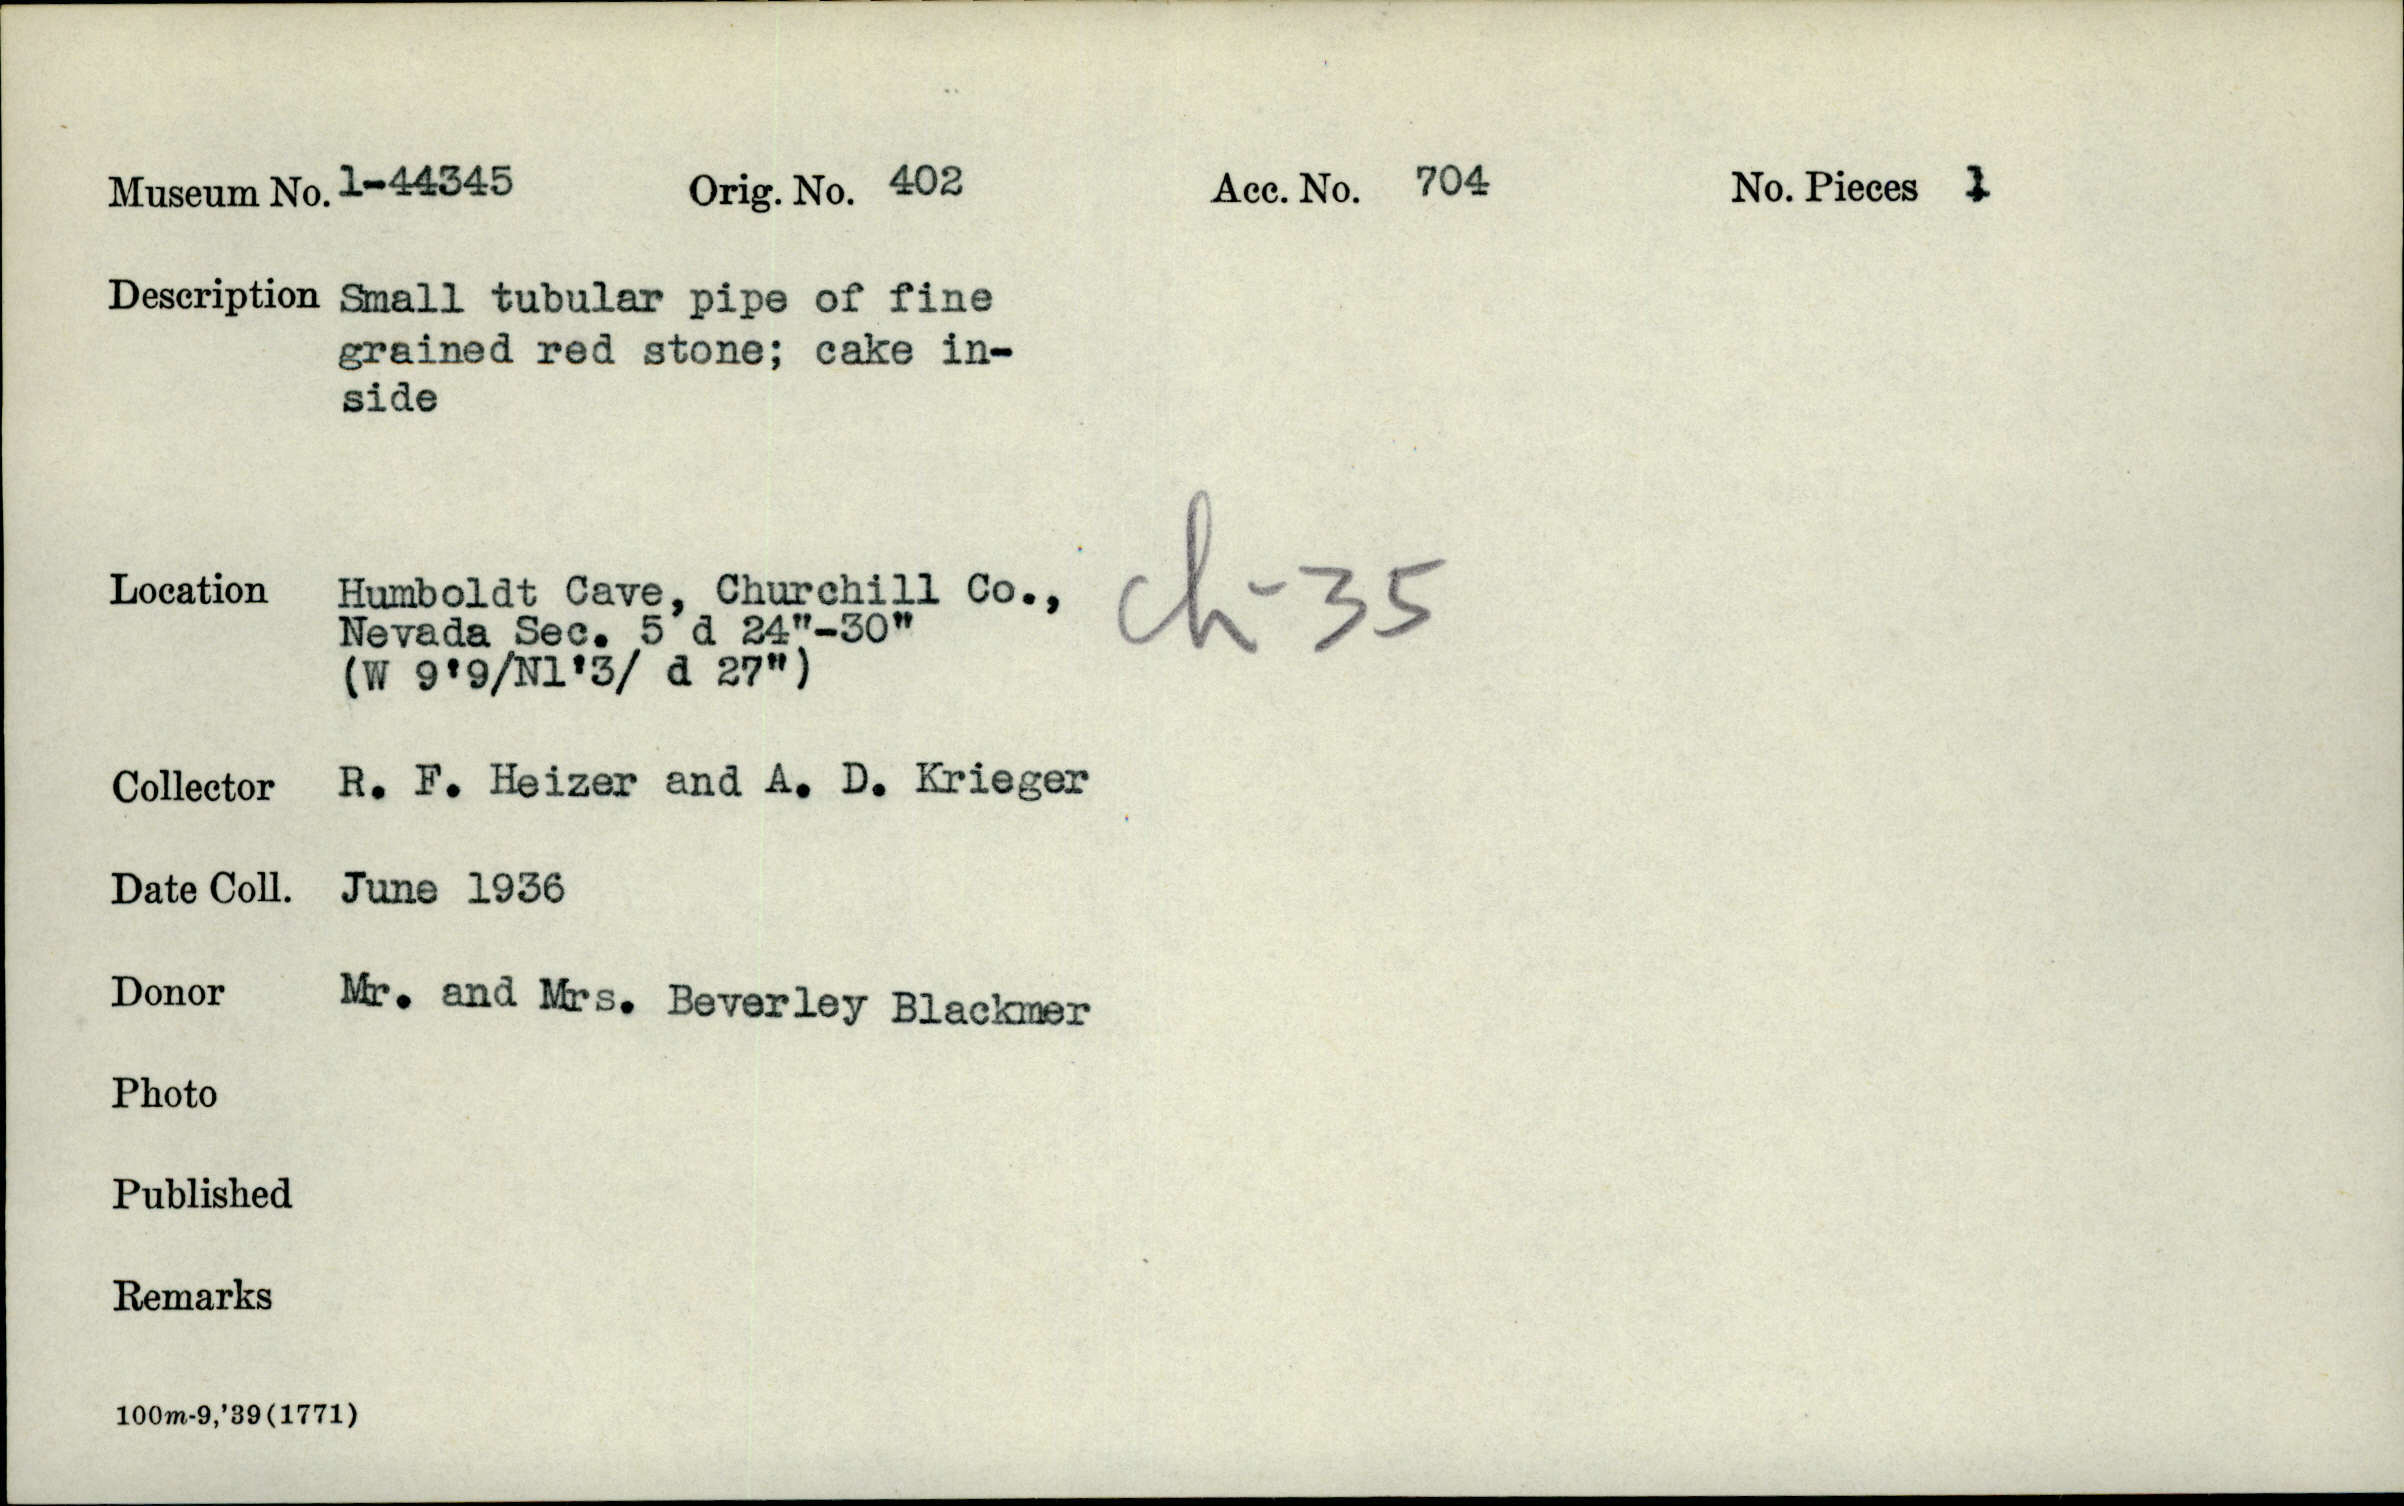 Museum No. 1-44345 Orig. No. 402 Acc. No. 704 No. Pieces 1
Description Small tubular pipe of fine
grained red stone; cake in-
side
Location Humboldt Cave, Churchill Co.,
Nevada Sec. 5 d 24"-30"
(W 9'9/N1'3/ d 27")
Ch-35
Collector R. F. Heizer and A. D. Krieger
Date Coll. June 1936
Donor Mr. and Mrs. Beverley Blackmer
Photo
Published
Remarks
100m-9,'39(1771)